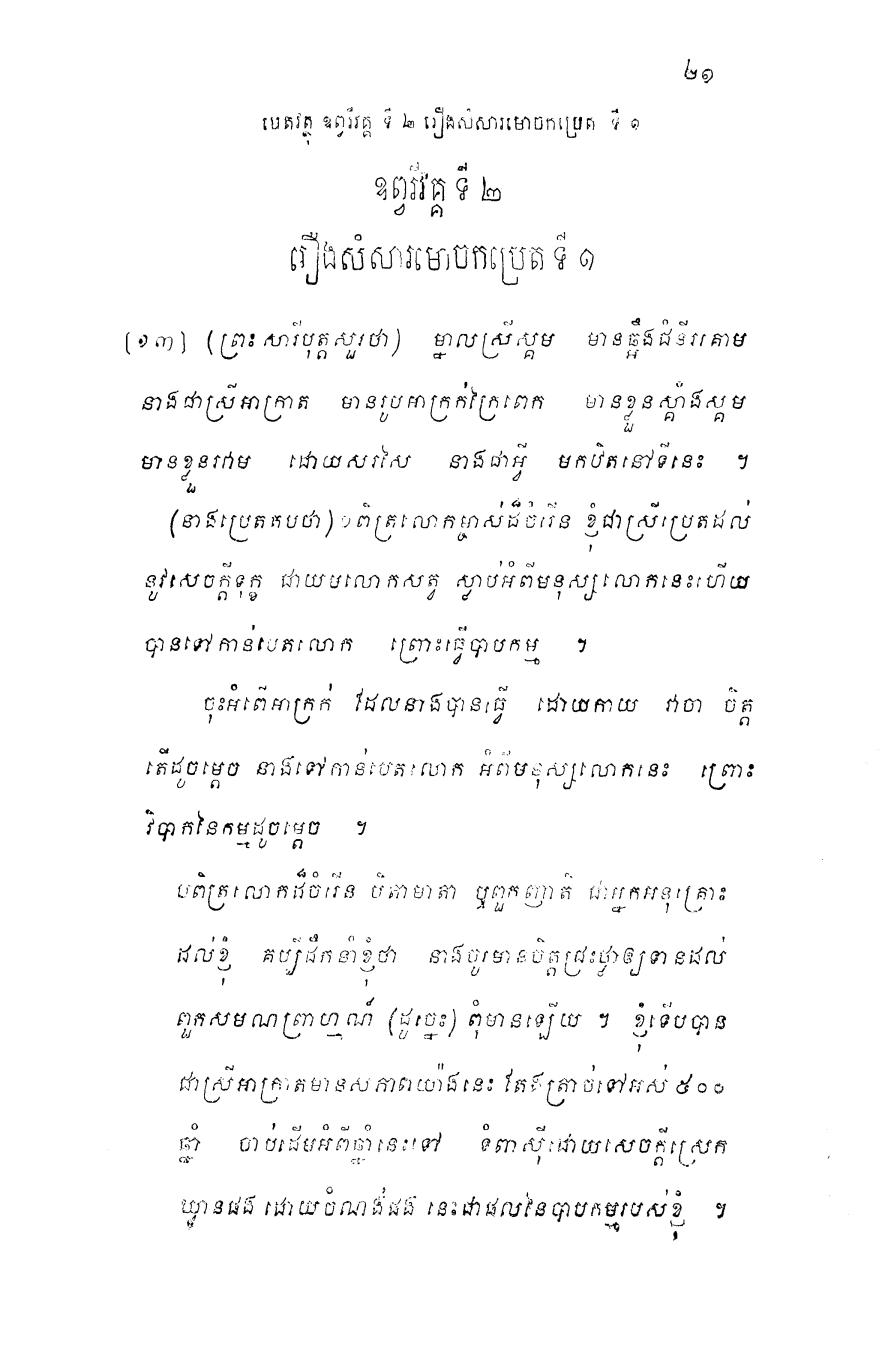 ២១
បេតវត្ថុ ឧព្វរីវគ្គ ទី ២ រឿងសំសារមោចកប្រេត ទី ១
ឧព្វរីវគ្គ ទី ២
រឿងសំសារមោចកប្រេត ទី ១
[១៣] (ព្រះសារីបុត្តសួរថា) ម្នាលស្រីស្គម មានឆ្អឹងជំនីរគោម
នាងជាស្រីអាក្រាត មានរូបអាក្រក់ក្រៃពេក មានខ្លួនស្គាំងស្គម
មានខ្លួនរវាម ដោយសរសៃ នាងជាអ្វី មកឋិតនៅទីនេះ ។
(នាងប្រេតតបថា) បពិត្រលោកម្ចាស់ដ៏ចំរើន ខ្ញុំជាស្រីប្រេតដល់
នូវសេចក្តីទុក្ខ ជាយមលោកសត្វ ស្លាប់អំពីមនុស្សលោកនេះហើយ
បានទៅកាន់បេតលោក ព្រោះធ្វើបាបកម្ម ។
ចុះអំពើអាក្រក់ ដែលនាងបានធ្វើ ដោយកាយ វាចា ចិត្ត
តើដូចម្តេច នាងទៅកាន់បេតលោក អំពីមនុស្សលោកនេះ ព្រោះ
វិបាកនៃកម្មដូចម្តេច ។
បពិត្រលោកដ៏ចំរើន បិតាមាតា ឬពួកញាតិ ជាអ្នកអនុគ្រោះ
ដល់ខ្ញុំ គប្បីដឹកនាំខ្ញុំថា នាងចូរមានចិត្តជ្រះថ្លាឲ្យទានដល់
ពួកសមណព្រាហ្មណ៍ (ដូច្នេះ) ពុំមានឡើយ ។ ខ្ញុំទើបបាន
ជាស្រីអាក្រាតមានសភាពយ៉ាងនេះ តែងត្រាច់ទៅអស់ ៥០០
ឆ្នាំ ចាប់ដើមអំពីឆ្នាំនេះទៅ ទំពាស៊ីដោយសេចក្តីស្រេក
ឃ្លានផង ដោយចំណង់ផង នេះជាផលនៃបាបកម្មរបស់ខ្ញុំ ។